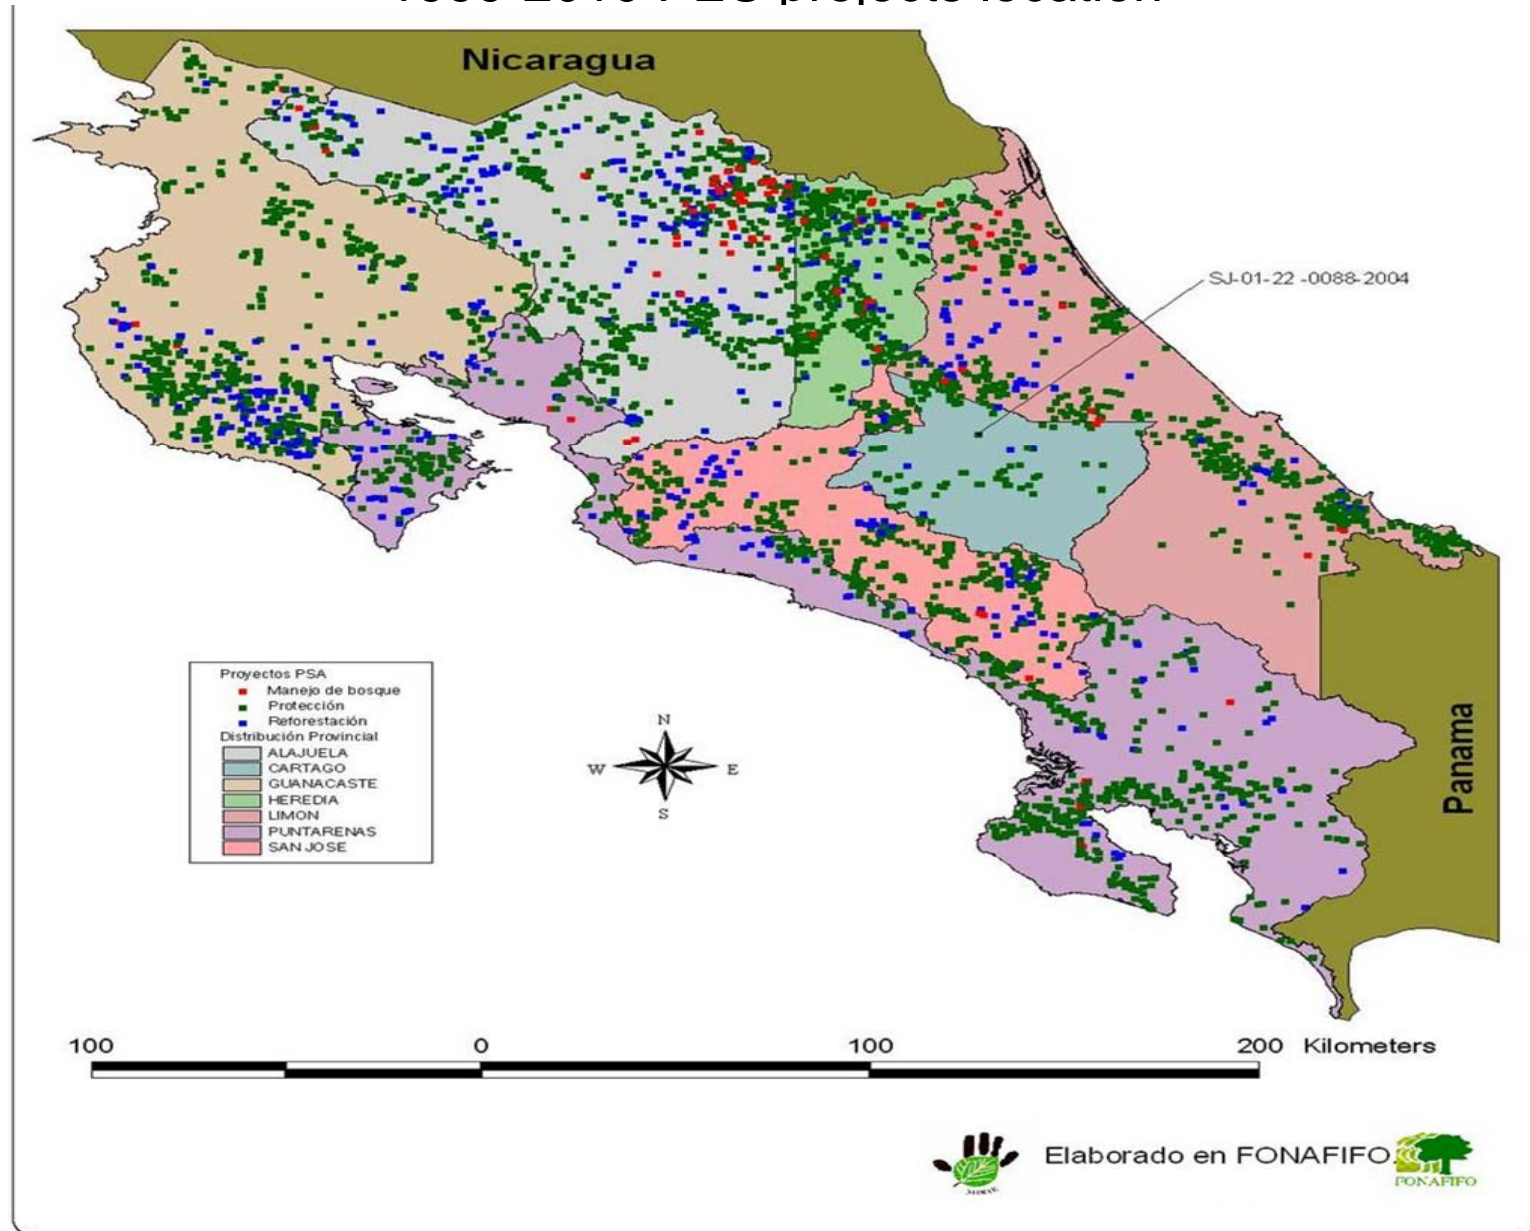 Nicaragua
SJ-01-22 -0088-2004
Proyectos PSA
Manejo de bosque
Protección
Reforestación
Distribución Provincial
ALAJUELA
CARTAGO
GUANACASTE
HEREDIA
LIMON
PUNTARENAS
SAN JOSE
N
W E
S
Panama
100 0 100 200 Kilometers
Elaborado en FONAFIFO.
FONAFIFO